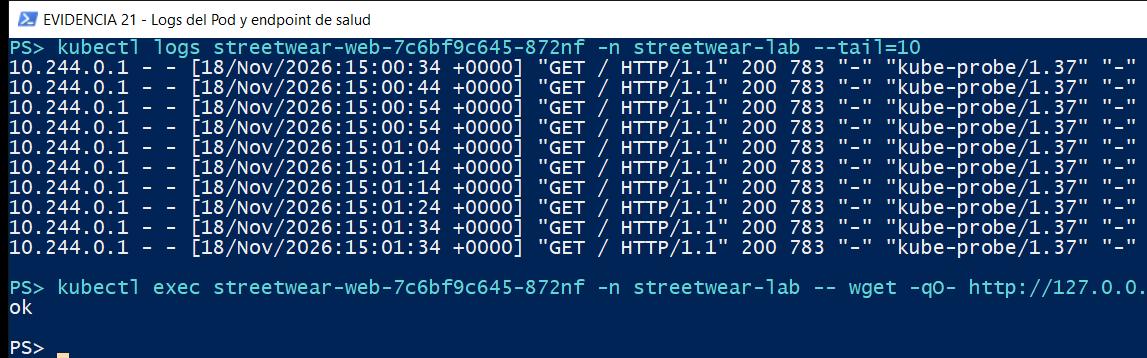 EVIDENCIA 21 - Logs del Pod y endpoint de salud
PS> kubectl logs streetwear-web-7c6bf9c645-872nf -n streetwear-lab --tail=10
10.244.0.1 - - [18/Nov/2026:15:00:34 +0000] "GET / HTTP/1.1" 200 783 "-" "kube-probe/1.37" "-"
10.244.0.1 - - [18/Nov/2026:15:00:44 +0000] "GET / HTTP/1.1" 200 783 "-" "kube-probe/1.37" "-"
10.244.0.1 - - [18/Nov/2026:15:00:54 +0000] "GET / HTTP/1.1" 200 783 "-" "kube-probe/1.37" "-"
10.244.0.1 - - [18/Nov/2026:15:00:54 +0000] "GET / HTTP/1.1" 200 783 "-" "kube-probe/1.37" "-"
10.244.0.1 - - [18/Nov/2026:15:01:04 +0000] "GET / HTTP/1.1" 200 783 "-" "kube-probe/1.37" "-"
10.244.0.1 - - [18/Nov/2026:15:01:14 +0000] "GET / HTTP/1.1" 200 783 "-" "kube-probe/1.37" "-"
10.244.0.1 - - [18/Nov/2026:15:01:14 +0000] "GET / HTTP/1.1" 200 783 "-" "kube-probe/1.37" "-"
10.244.0.1 - - [18/Nov/2026:15:01:24 +0000] "GET / HTTP/1.1" 200 783 "-" "kube-probe/1.37" "-"
10.244.0.1 - - [18/Nov/2026:15:01:34 +0000] "GET / HTTP/1.1" 200 783 "-" "kube-probe/1.37" "-"
10.244.0.1 - - [18/Nov/2026:15:01:34 +0000] "GET / HTTP/1.1" 200 783 "-" "kube-probe/1.37" "-"
PS> kubectl exec streetwear-web-7c6bf9c645-872nf -n streetwear-lab -- wget -qO- http://127.0.0.
ok
PS>